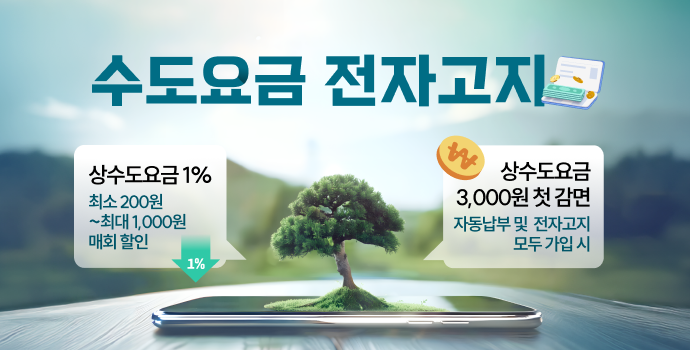 수도요금 전자고지
상수도요금 1%
최소 200원
~최대 1,000원
매회 할인
1%
상수도요금
3,000원 첫 감면
자동납부 및 전자고지
모두 가입 시